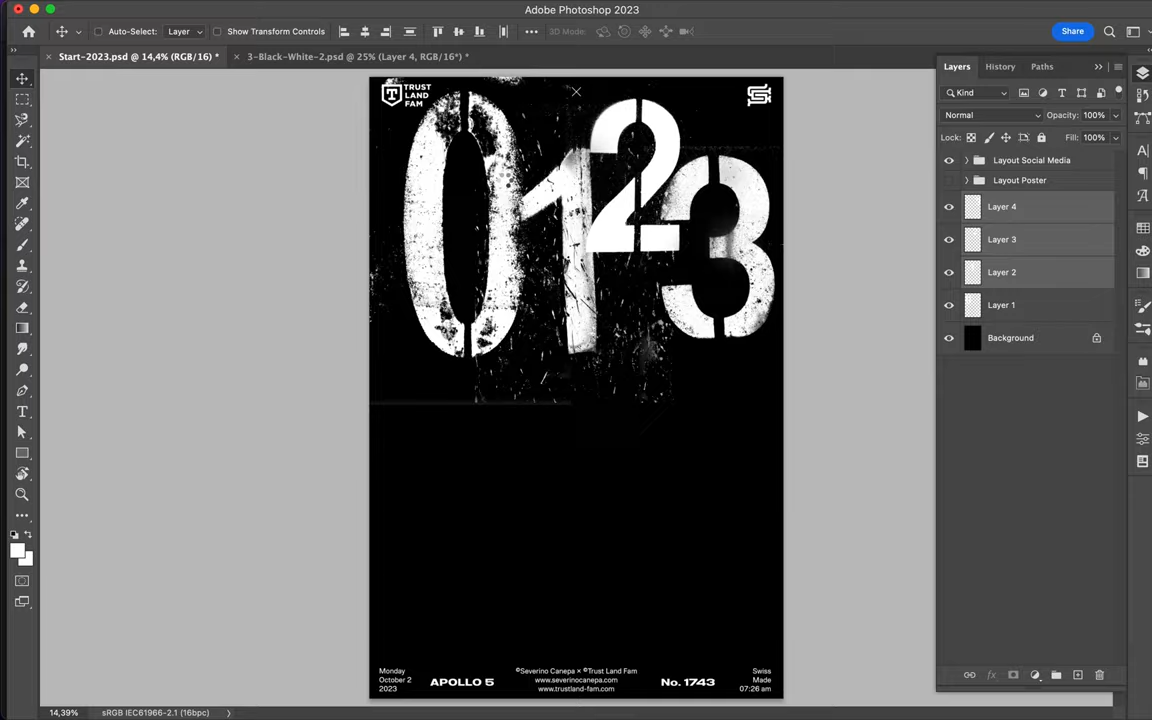 Adobe Photoshop 2023
Auto-Select: Layer Show Transform Controls 3D Mode: Share
Start-2023.psd @ 14,4% (RGB/16) * 3-Black-White-2.psd @ 25% (Layer 4, RGB/16*) *
Layers History Paths
Kind
Normal Opacity: 100%
Lock: Fill: 100%
Layout Social Media
Layout Poster
Layer 4
Layer 3
Layer 2
Layer 1
Background
TRUST
LAND
FAM
0 1 2 3
Monday
October 2
2023
APOLLO 5
©Severino Canepa × ©Trust Land Fam
www.severinocanepa.com
www.trustland-fam.com
No. 1743
Swiss
Made
07:26 am
14,39% sRGB IEC61966-2.1 (16bpc)